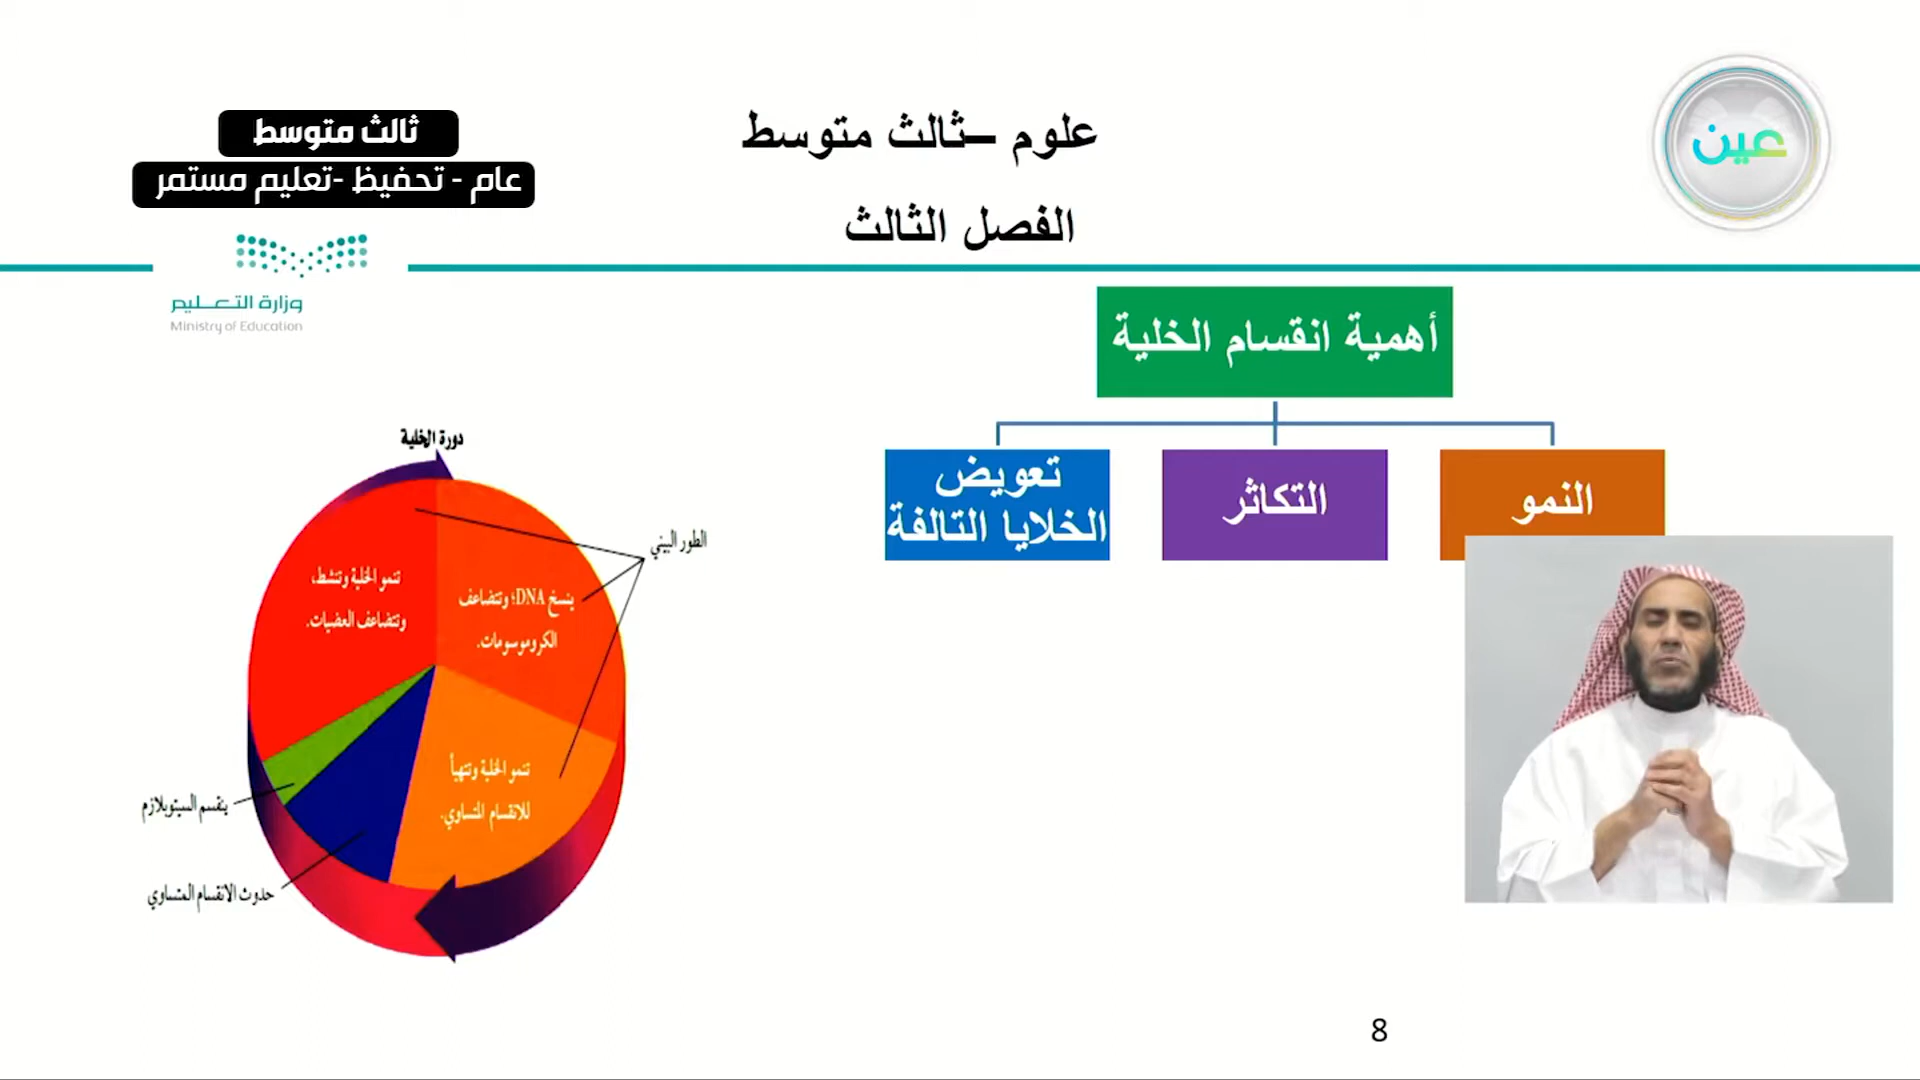 علوم –ثالث متوسط
الفصل الثالث
عين
ثالث متوسط
عام - تحفيظ -تعليم مستمر
وزارة التعليم
Ministry of Education
أهمية انقسام الخلية
النمو
التكاثر
تعويض
الخلايا التالفة
دورة الخلية
الطور البيني
ينسخ DNA؛ وتتضاعف
الكروموسومات.
تنمو الخلية وتنشط،
وتتضاعف العضيات.
تنمو الخلية وتتهيأ
للانقسام المتساوي.
ينقسم السيتوبلازم
حدوث الانقسام المتساوي
8